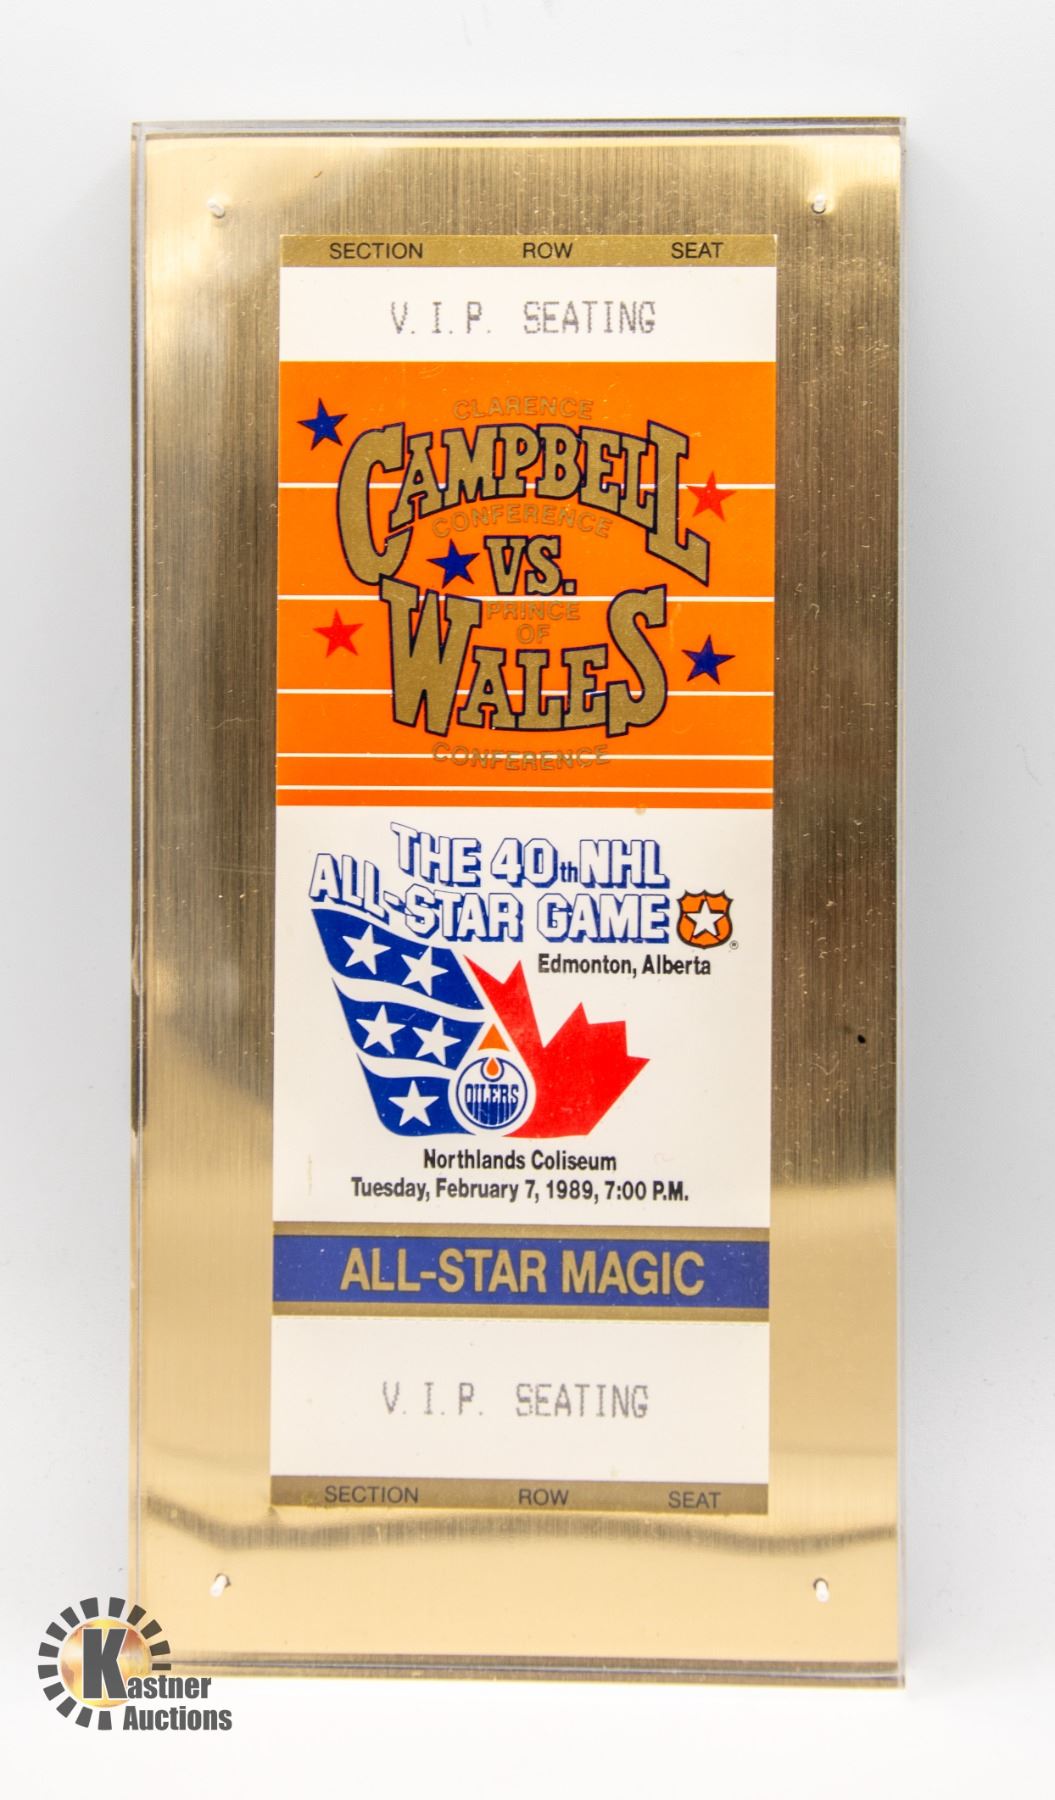 SECTION ROW SEAT
V.I.P. SEATING
CLARENCE
CAMPBELL
CONFERENCE
VS.
PRINCE
OF
WALES
CONFERENCE
THE 40th NHL
ALL-STAR GAME
®
Edmonton, Alberta
OILERS
Northlands Coliseum
Tuesday, February 7, 1989, 7:00 P.M.
ALL-STAR MAGIC
V.I.P. SEATING
SECTION ROW SEAT
Kastner
Auctions